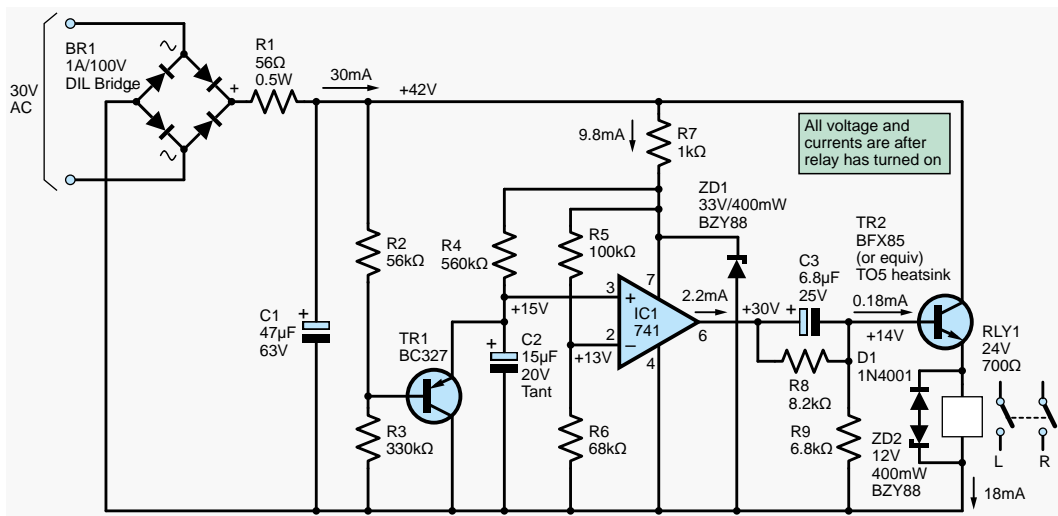 30V
AC
BR1
1A/100V
DIL Bridge
~
~
+
R1
56Ω
0.5W
30mA
+42V
9.8mA
R7
1kΩ
All voltage and
currents are after
relay has turned on
R2
56kΩ
R4
560kΩ
R5
100kΩ
ZD1
33V/400mW
BZY88
TR2
BFX85
(or equiv)
TO5 heatsink
C1
47µF
63V
+
TR1
BC327
+15V
+
C2
15µF
20V
Tant
+13V
3
2
7
4
6
+
−
IC1
741
2.2mA
+30V
C3
6.8µF
25V
+
0.18mA
+14V
R8
8.2kΩ
D1
1N4001
RLY1
24V
700Ω
R3
330kΩ
R6
68kΩ
R9
6.8kΩ
ZD2
12V
400mW
BZY88
L
R
18mA